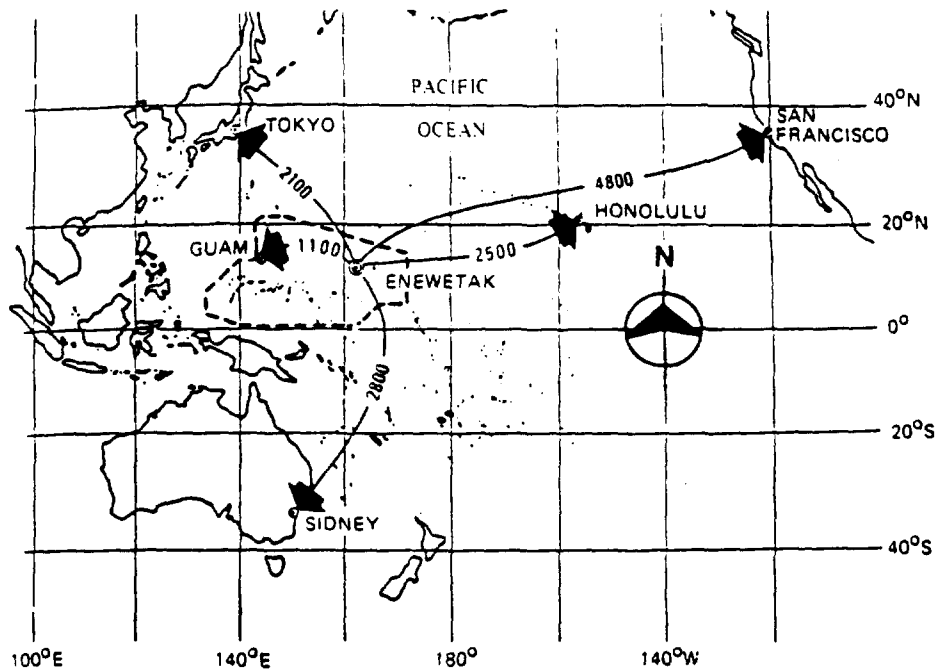 PACIFIC
OCEAN
40°N
TOKYO
SAN
FRANCISCO
2100
4800
HONOLULU
20°N
GUAM
1100
2500
N
ENEWETAK
0°
2800
20°S
SIDNEY
40°S
100°E
140°E
180°
140°W